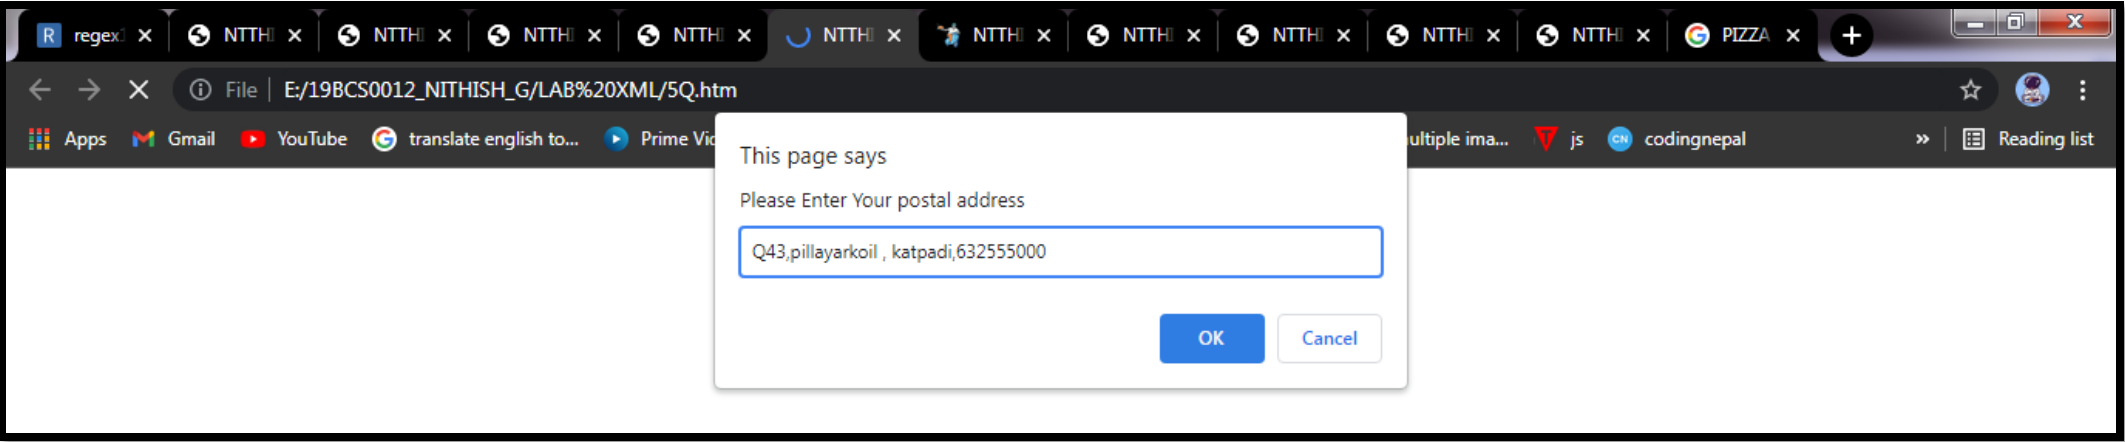 R regex NTTHI NTTHI NTTHI NTTHI NTTHI NTTHI NTTHI NTTHI NTTHI NTTHI G PIZZA +
File E:/19BCS0012_NITHISH_G/LAB%20XML/5Q.htm
Apps Gmail YouTube translate english to... Prime Vic ultiple ima... js CN codingnepal » Reading list
This page says
Please Enter Your postal address
Q43,pillayarkoil , katpadi,632555000
OK Cancel